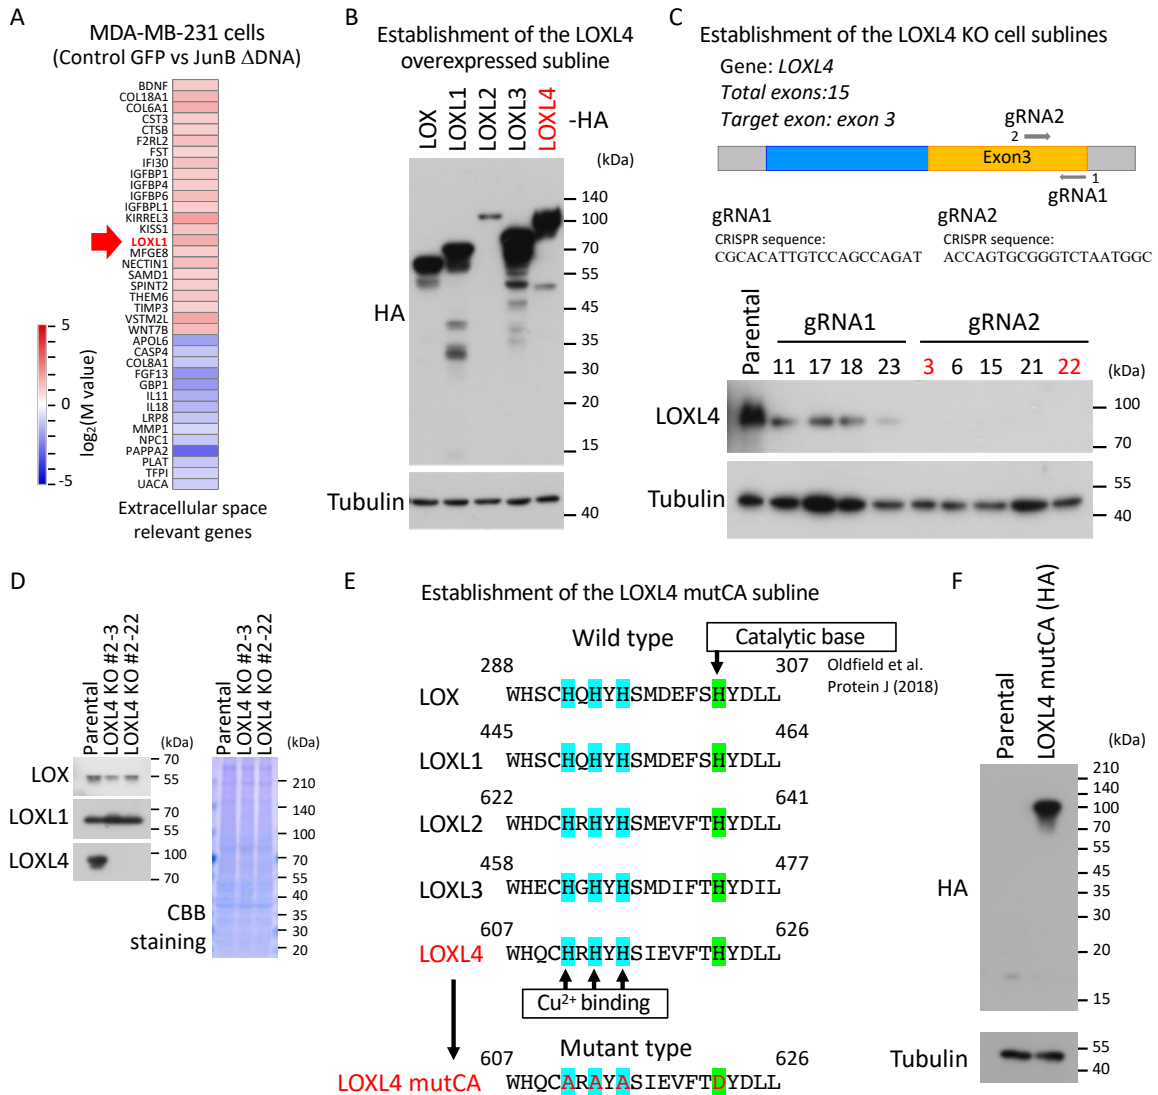 A
MDA-MB-231 cells
(Control GFP vs JunB ΔDNA)
BDNF
COL18A1
COL6A1
CST3
CTSB
F2RL2
FST
IFI30
IGFBP1
IGFBP4
IGFBP6
IGFBPL1
KIRREL3
KISS1
LOXL1
MFGE8
NECTIN1
SAMD1
SPINT2
THEM6
TIMP3
VSTM2L
WNT7B
APOL6
CASP4
COL8A1
FGF13
GBP1
IL11
IL18
LRP8
MMP1
NPC1
PAPPA2
PLAT
TFPI
UACA
5
0
-5
log2(M value)
Extracellular space
relevant genes
B
Establishment of the LOXL4
overexpressed subline
LOX
LOXL1
LOXL2
LOXL3
LOXL4
-HA
(kDa)
140
100
70
55
45
35
30
20
15
HA
Tubulin
40
C
Establishment of the LOXL4 KO cell sublines
Gene: LOXL4
Total exons:15
Target exon: exon 3
gRNA2
2
Exon3
1
gRNA1
gRNA1
CRISPR sequence:
CGCACATTGTCCAGCCAGAT
gRNA2
CRISPR sequence:
ACCAGTGCGGGTCTAATGGC
Parental
gRNA1
gRNA2
11 17 18 23 3 6 15 21 22
(kDa)
LOXL4
100
70
Tubulin
55
40
D
Parental
LOXL4 KO #2-3
LOXL4 KO #2-22
(kDa)
LOX
70
55
LOXL1
70
55
LOXL4
100
70
Parental
LOXL4 KO #2-3
LOXL4 KO #2-22
(kDa)
210
140
100
70
55
40
35
30
20
CBB
staining
E
Establishment of the LOXL4 mutCA subline
Wild type
Catalytic base
Oldfield et al.
Protein J (2018)
288 307
LOX WHSCHQHYHSMDEFSHYDLL
445 464
LOXL1 WHSCHQHYHSMDEFSHYDLL
622 641
LOXL2 WHDCHRHYHSMEVFTHYDLL
458 477
LOXL3 WHECHGHYHSMDIFTHYDIL
607 626
LOXL4 WHQCHRHYHSIEVFTHYDLL
Cu2+ binding
607 Mutant type 626
LOXL4 mutCA WHQCARAYASIEVFTDYDLL
F
Parental
LOXL4 mutCA (HA)
(kDa)
210
140
100
70
55
45
35
30
20
15
HA
Tubulin
55
40